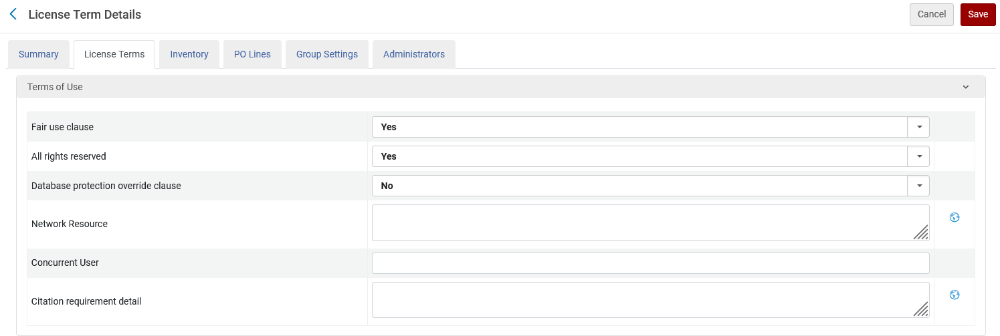 License Term Details
Cancel
Save
Summary
License Terms
Inventory
PO Lines
Group Settings
Administrators
Terms of Use
Fair use clause
Yes
All rights reserved
Yes
Database protection override clause
No
Network Resource
Concurrent User
Citation requirement detail